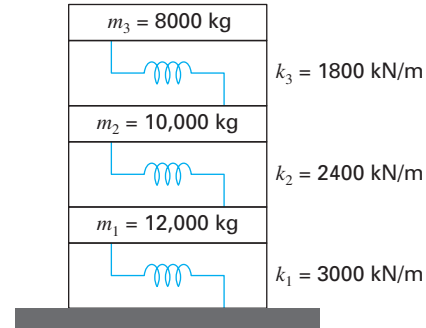 m₃ = 8000 kg
k₃ = 1800 kN/m
m₂ = 10,000 kg
k₂ = 2400 kN/m
m₁ = 12,000 kg
k₁ = 3000 kN/m